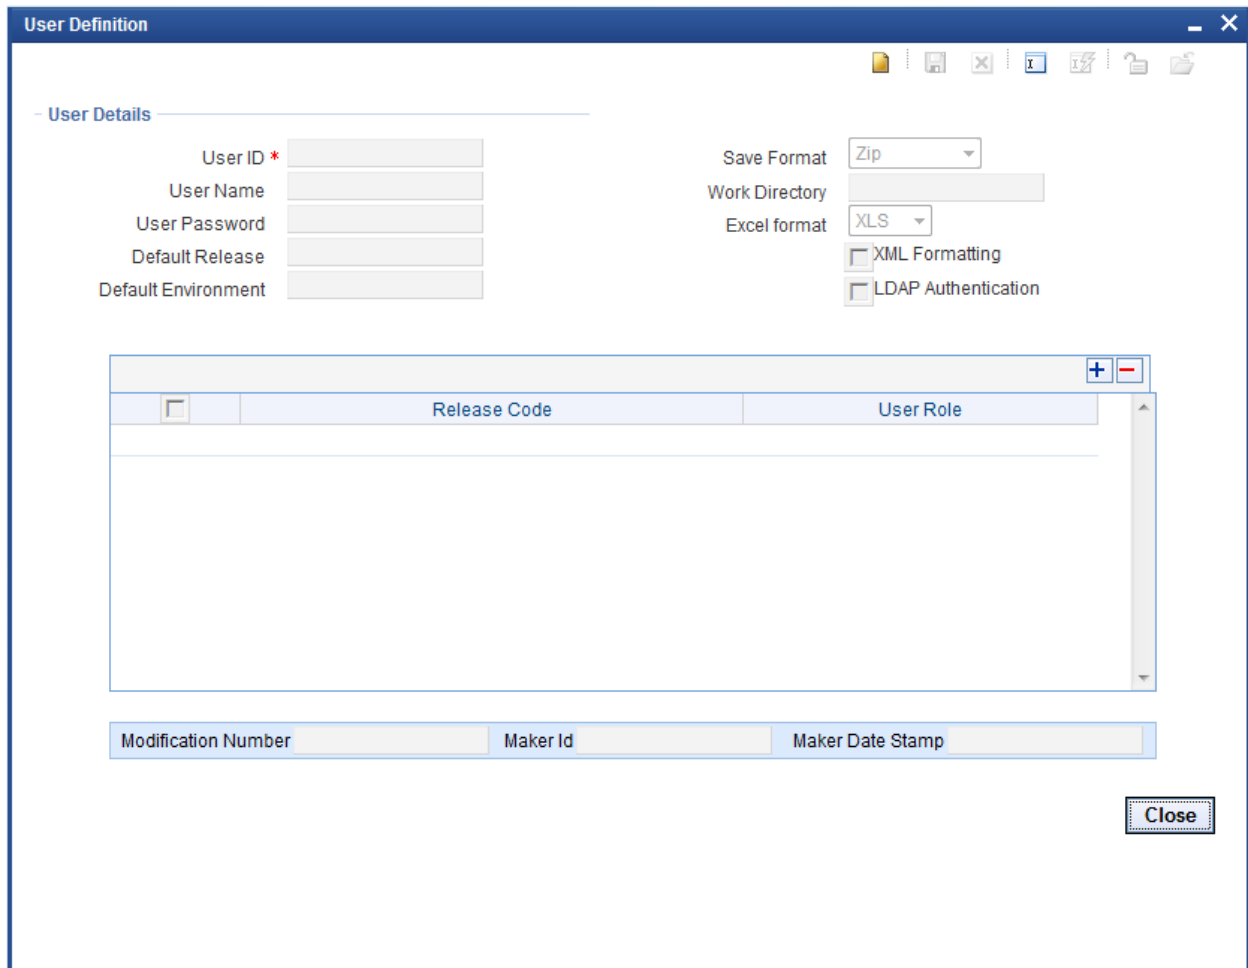 User Definition
User Details
User ID *
User Name
User Password
Default Release
Default Environment
Save Format Zip
Work Directory
Excel format XLS
XML Formatting
LDAP Authentication
Release Code User Role
Modification Number Maker Id Maker Date Stamp
Close